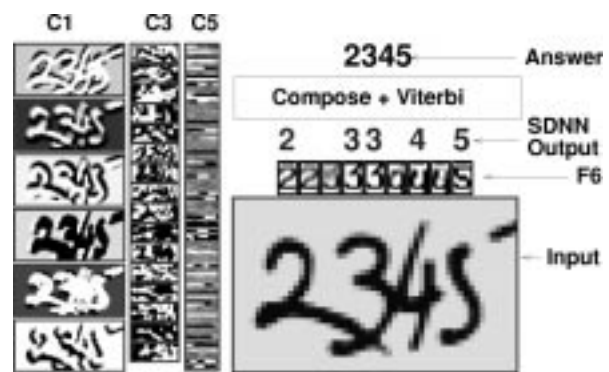 C1 C3 C5
2345 Answer
Compose + Viterbi
2 3 3 4 5 SDNN Output
F6
2345 Input